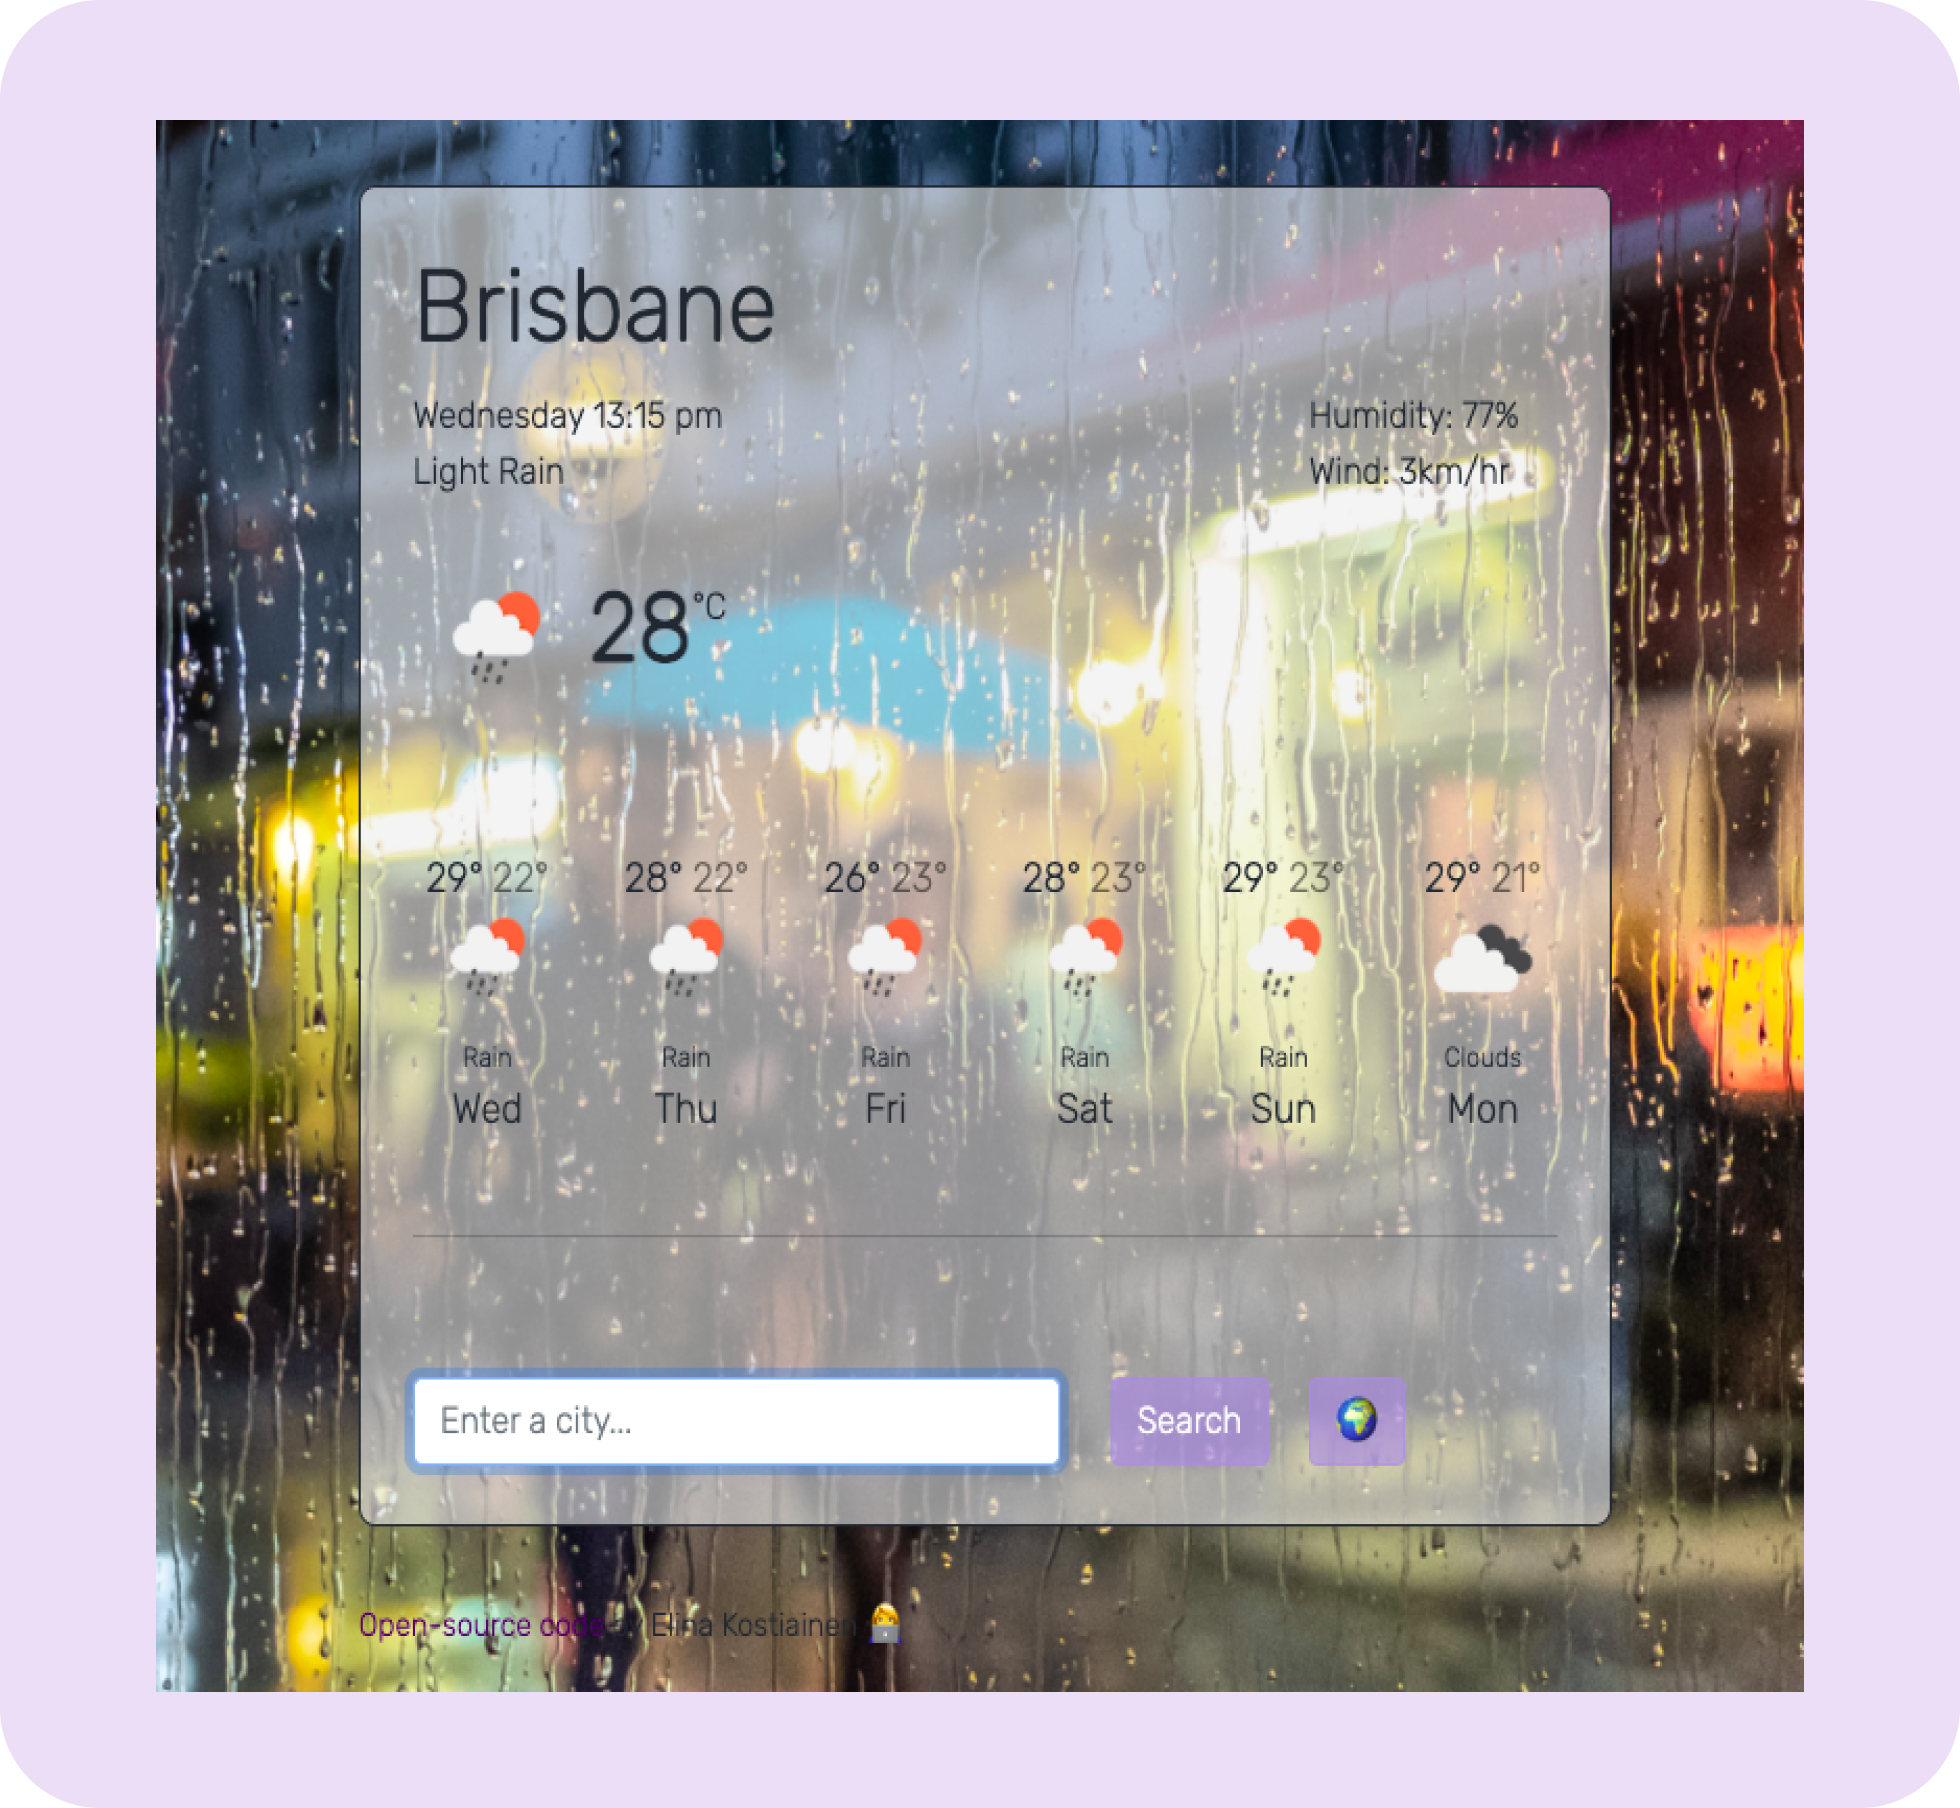 Brisbane
Wednesday 13:15 pm
Humidity: 77%
Light Rain
Wind: 3km/hr
28°C
29° 22° 28° 22° 26° 23° 28° 23° 29° 23° 29° 21°
Rain Rain Rain Rain Rain Clouds
Wed Thu Fri Sat Sun Mon
Enter a city...
Search
Open-source code by Elina Kostiainen